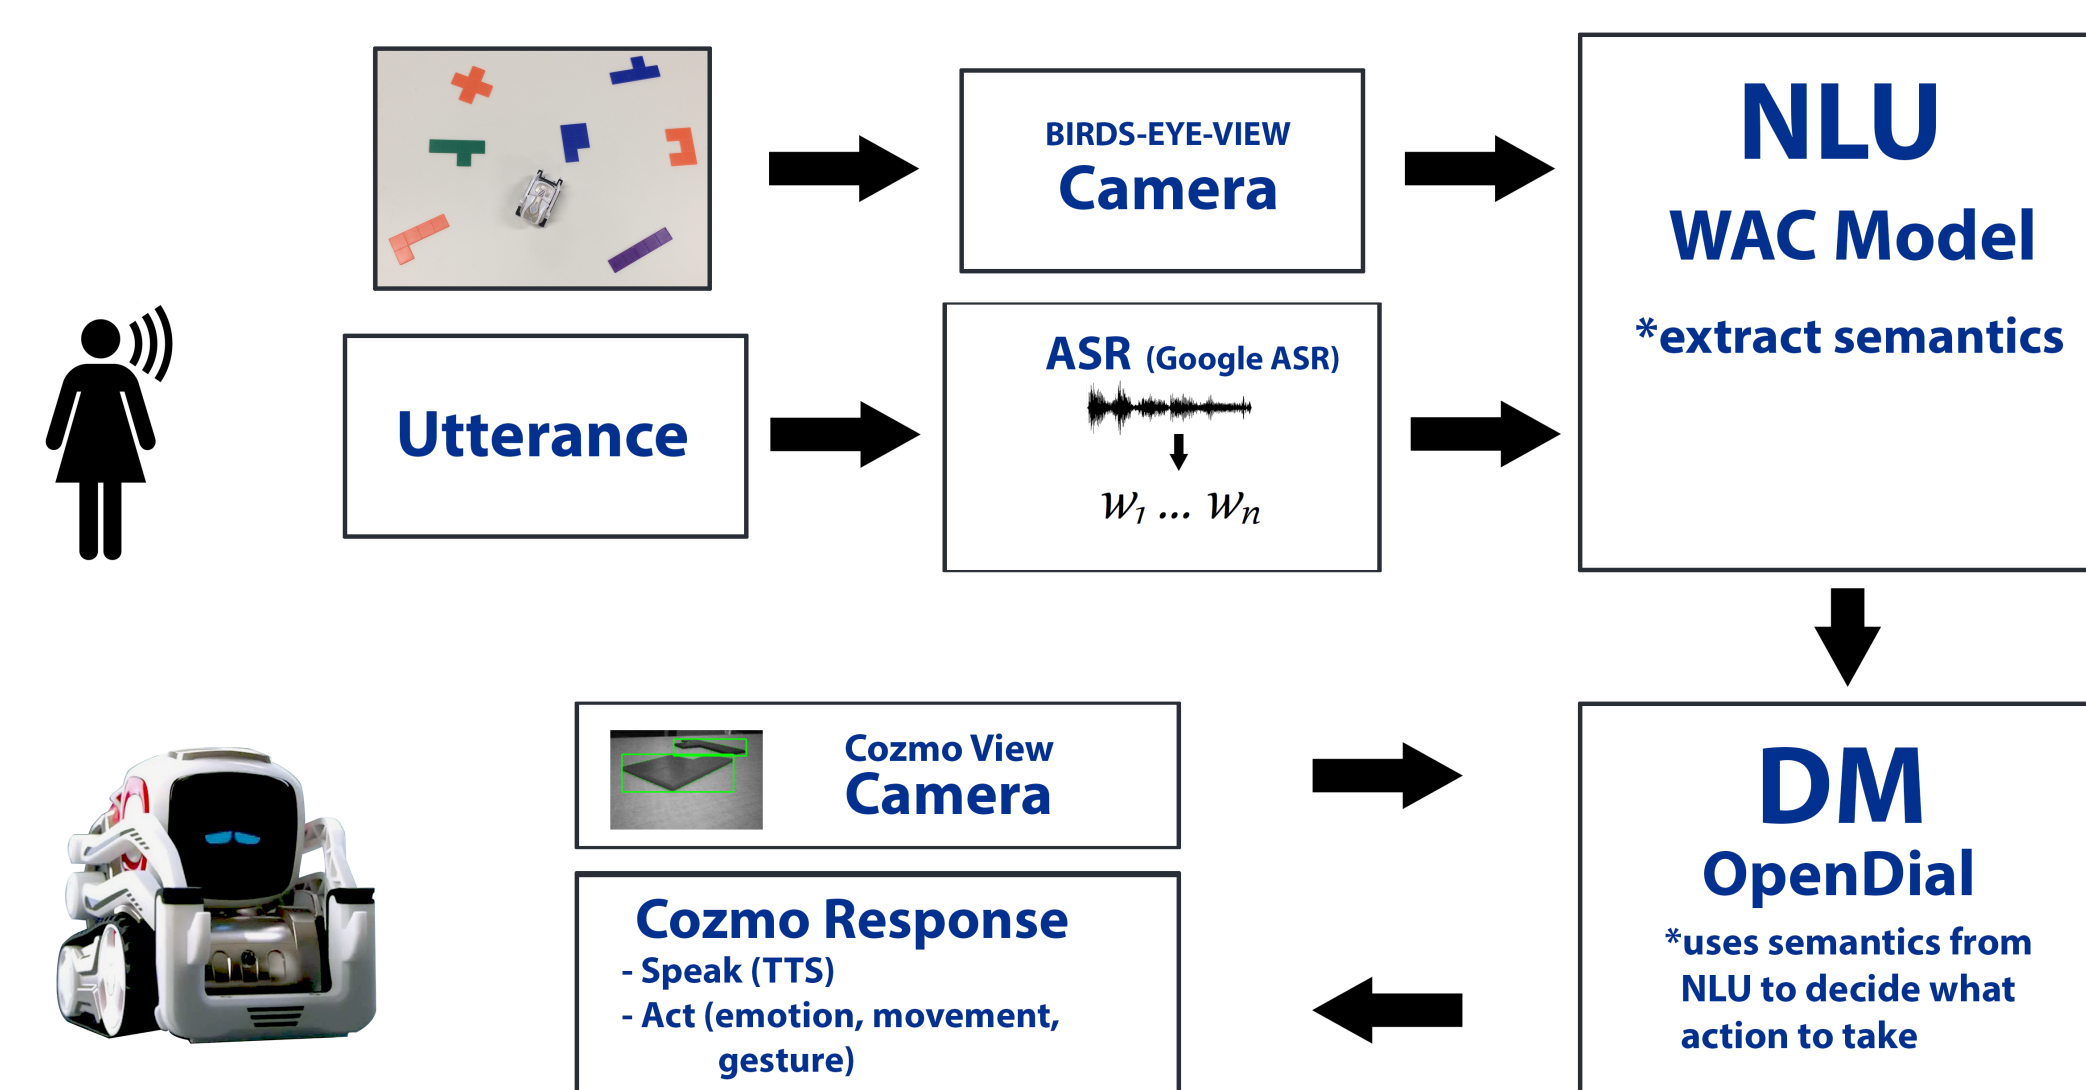 BIRDS-EYE-VIEW
Camera
NLU
WAC Model
*extract semantics
Utterance
ASR (Google ASR)
w₁ ... wₙ
Cozmo View
Camera
DM
OpenDial
*uses semantics from
NLU to decide what
action to take
Cozmo Response
- Speak (TTS)
- Act (emotion, movement,
gesture)